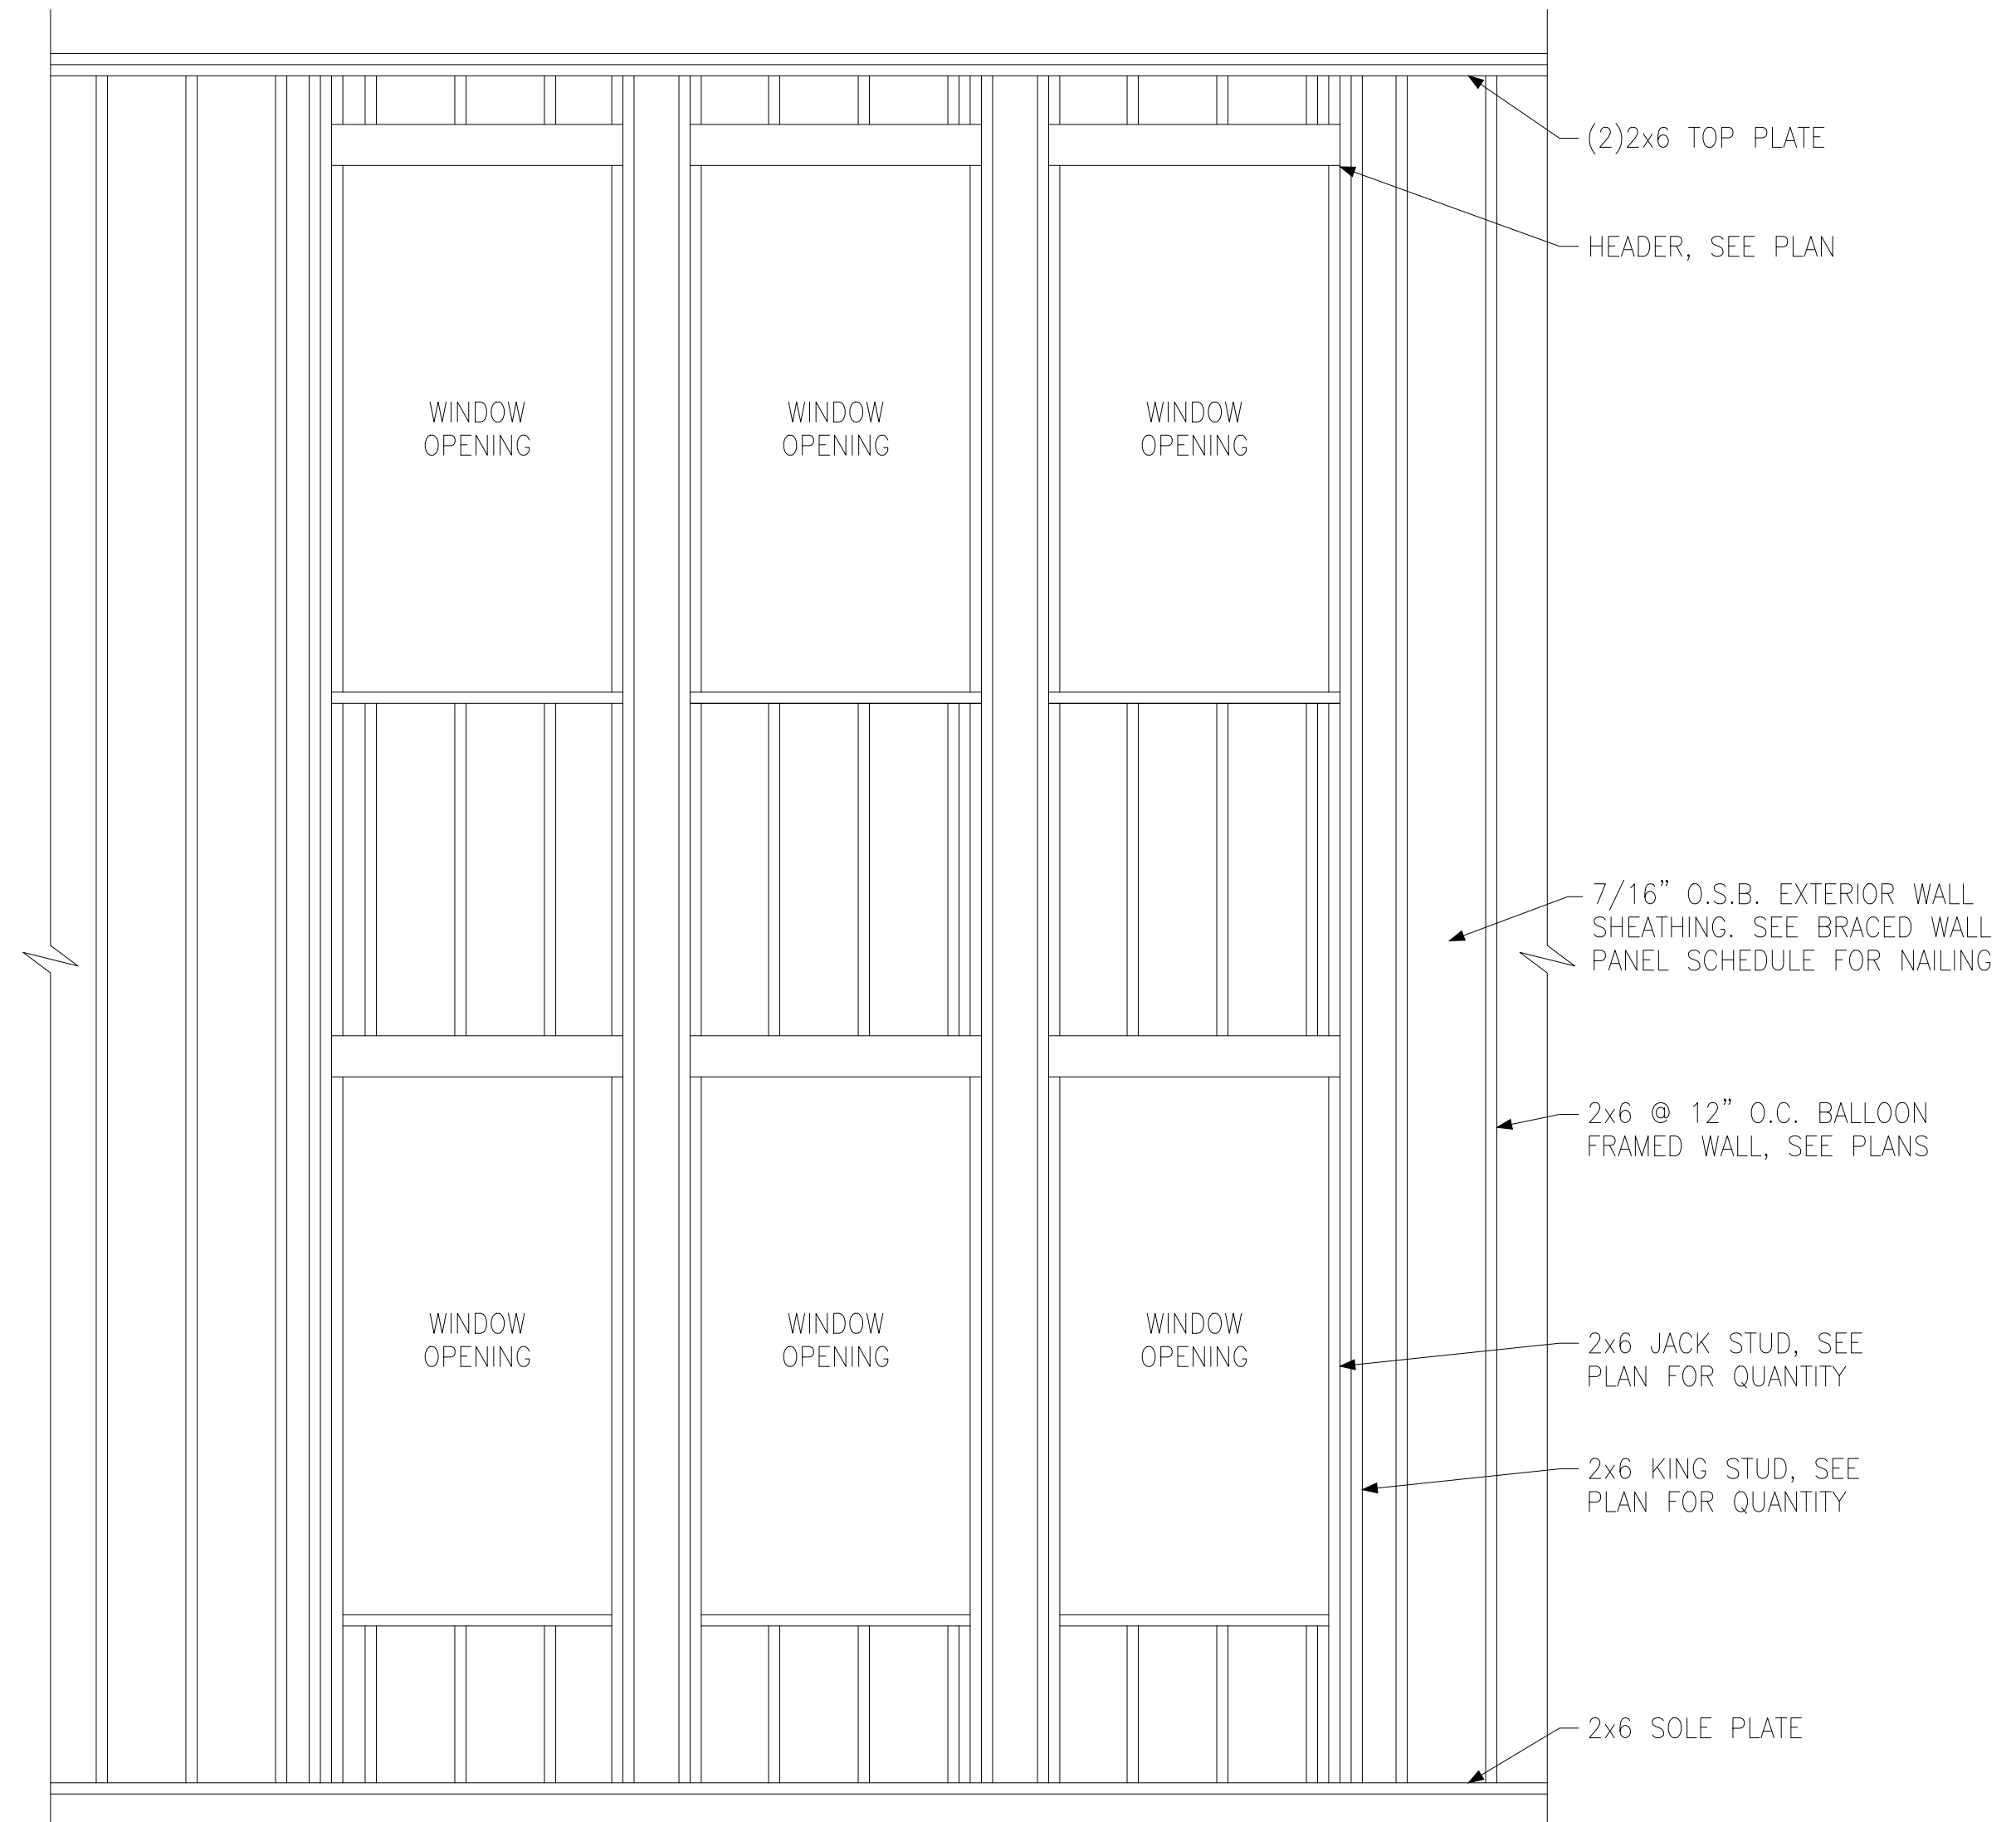 (2)2x6 TOP PLATE
HEADER, SEE PLAN
WINDOW
OPENING
WINDOW
OPENING
WINDOW
OPENING
7/16” O.S.B. EXTERIOR WALL
SHEATHING. SEE BRACED WALL
PANEL SCHEDULE FOR NAILING
2x6 @ 12” O.C. BALLOON
FRAMED WALL, SEE PLANS
WINDOW
OPENING
WINDOW
OPENING
WINDOW
OPENING
2x6 JACK STUD, SEE
PLAN FOR QUANTITY
2x6 KING STUD, SEE
PLAN FOR QUANTITY
2x6 SOLE PLATE